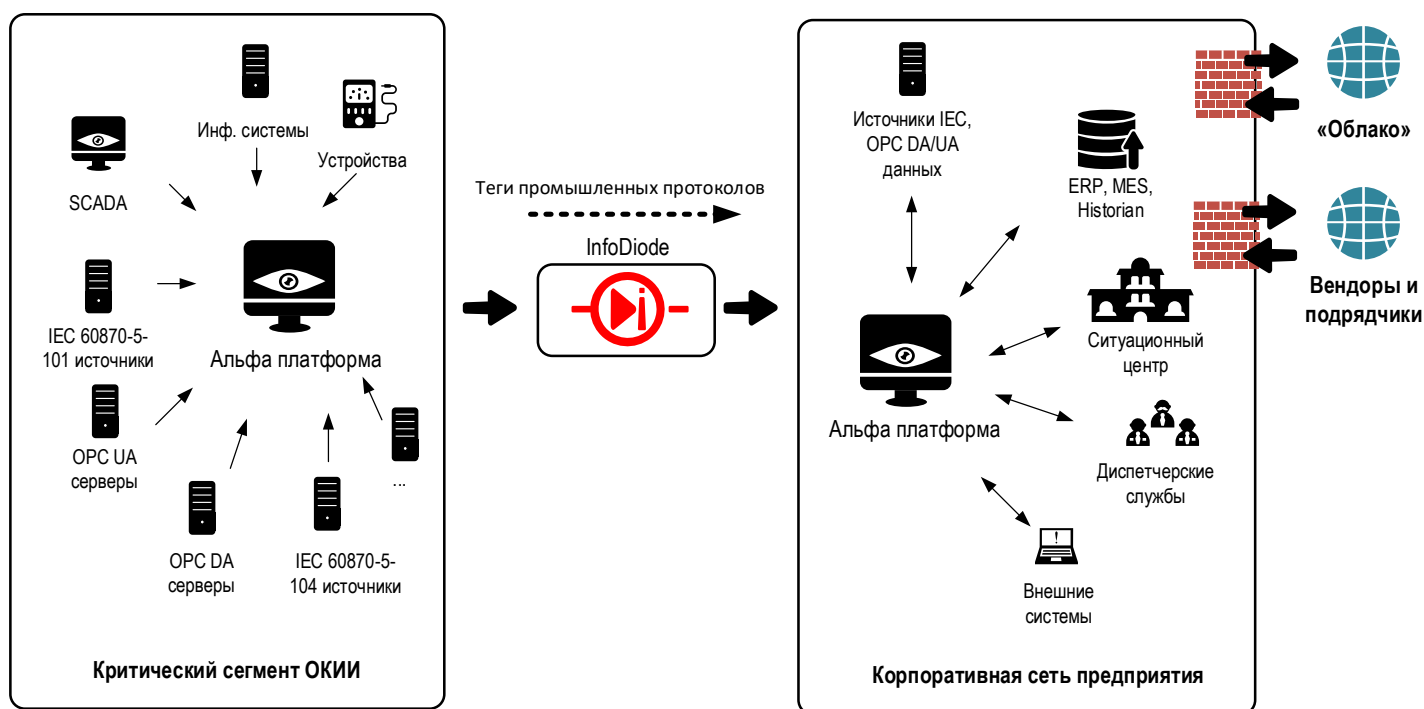 Инф. системы
Устройства
SCADA
IEC 60870-5-
101 источники
Альфа платформа
OPC UA
серверы
OPC DA
серверы
IEC 60870-5-
104 источники
...
Критический сегмент ОКИИ
Теги промышленных протоколов
InfoDiode
Источники IEC,
OPC DA/UA
данных
ERP, MES,
Historian
Ситуационный
центр
Альфа платформа
Диспетчерские
службы
!
Внешние
системы
Корпоративная сеть предприятия
«Облако»
Вендоры и
подрядчики